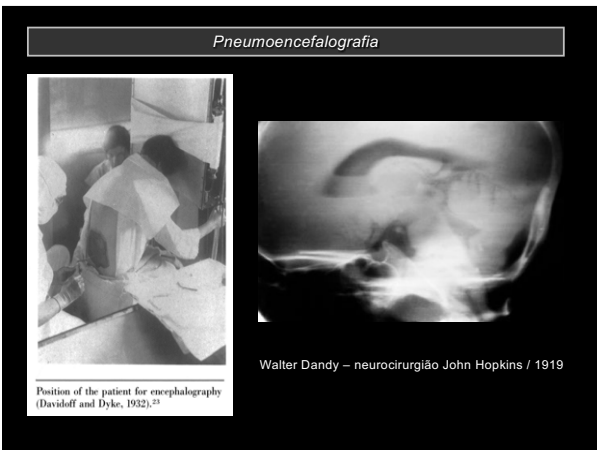 Pneumoencefalografia
Position of the patient for encephalography
(Davidoff and Dyke, 1932).23
Walter Dandy – neurocirurgião John Hopkins / 1919